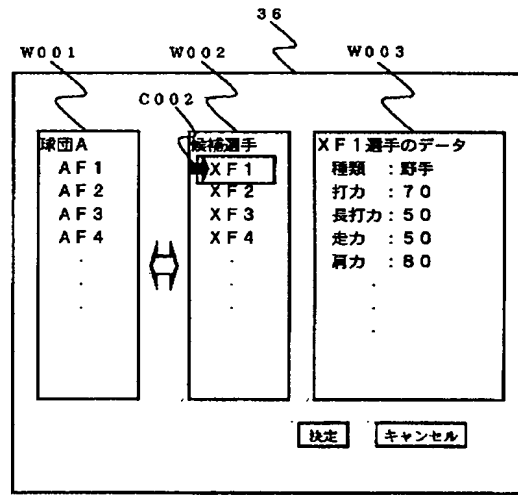 36
W001
W002
W003
C002
球団A
AF1
AF2
AF3
AF4
候補選手
XF1
XF2
XF3
XF4
XF1選手のデータ
種類：野手
打力：70
長打力：50
走力：50
肩力：80
決定
キャンセル